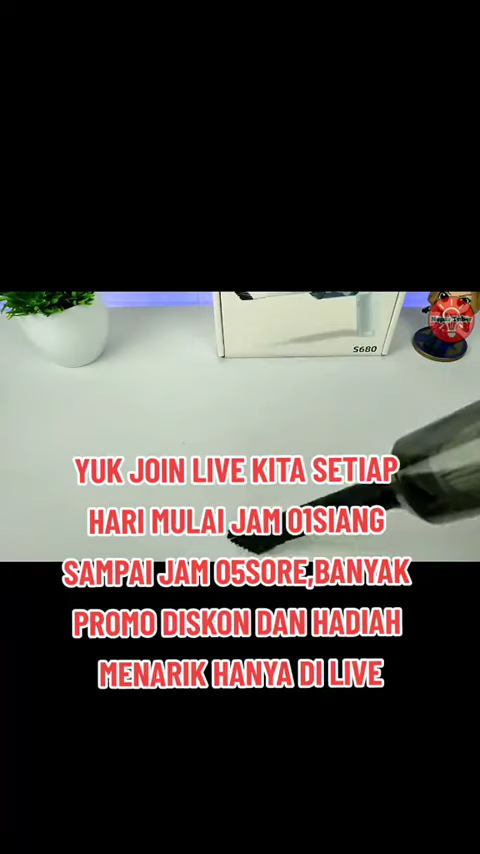 S680
YUK JOIN LIVE KITA SETIAP
HARI MULAI JAM 01SIANG
SAMPAI JAM 05SORE,BANYAK
PROMO DISKON DAN HADIAH
MENARIK HANYA DI LIVE